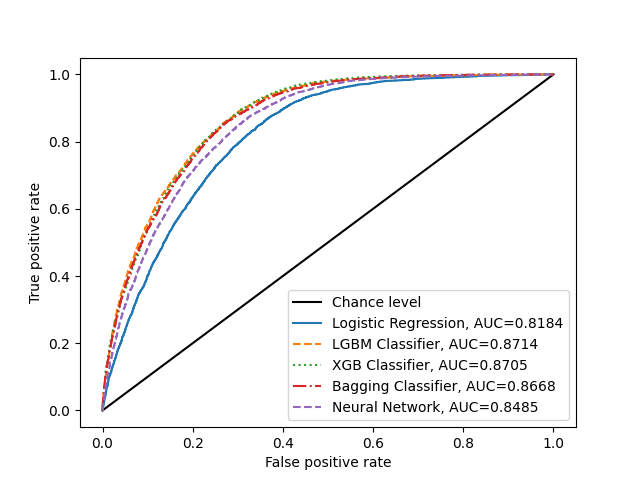 1.0
0.8
0.6
0.4
0.2
0.0
True positive rate
0.0 0.2 0.4 0.6 0.8 1.0
False positive rate
Chance level
Logistic Regression, AUC=0.8184
LGBM Classifier, AUC=0.8714
XGB Classifier, AUC=0.8705
Bagging Classifier, AUC=0.8668
Neural Network, AUC=0.8485